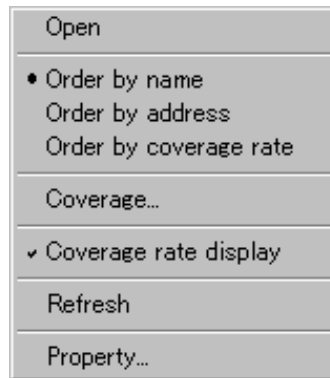 Open
Order by name
Order by address
Order by coverage rate
Coverage...
Coverage rate display
Refresh
Property...